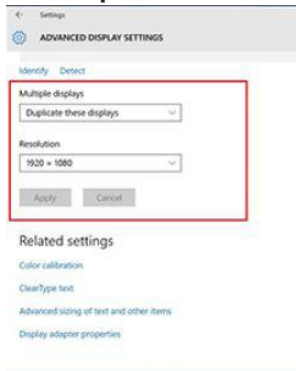 Settings
ADVANCED DISPLAY SETTINGS
Identify Detect
Multiple displays
Duplicate these displays
Resolution
1920 × 1080
Apply Cancel
Related settings
Color calibration
ClearType text
Advanced sizing of text and other items
Display adapter properties